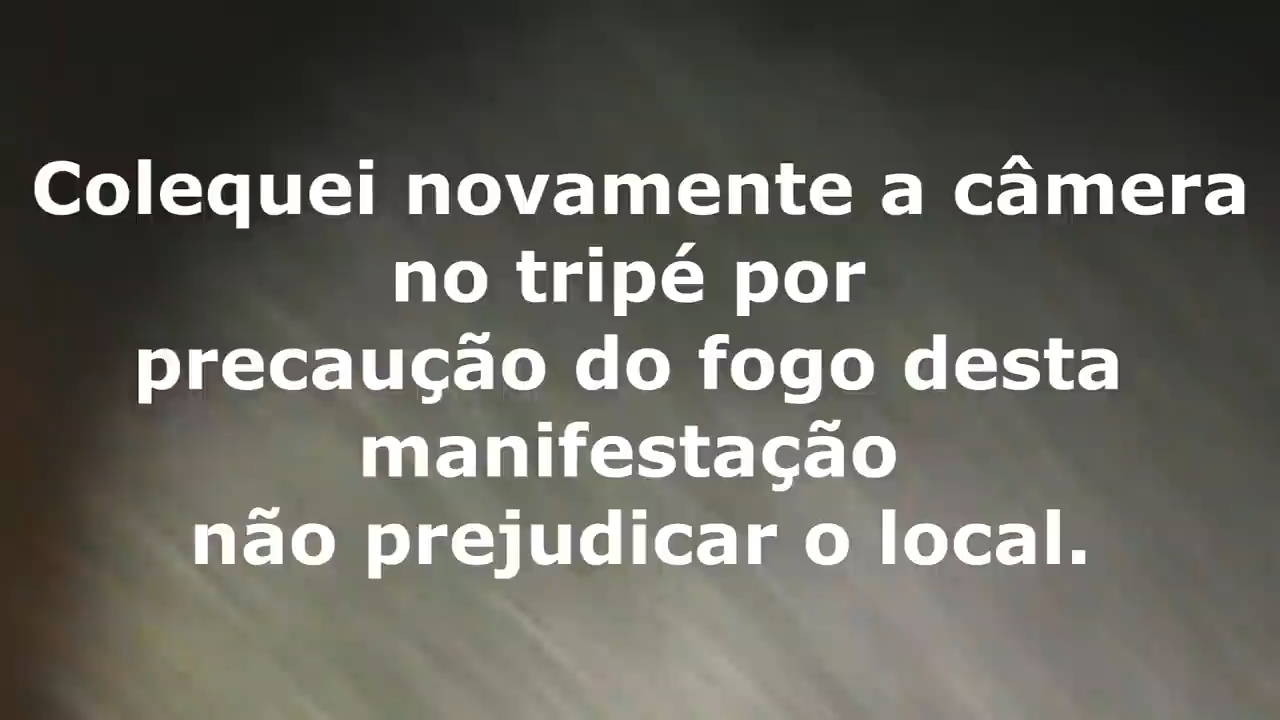 Colequei novamente a câmera
no tripé por
precaução do fogo desta
manifestação
não prejudicar o local.